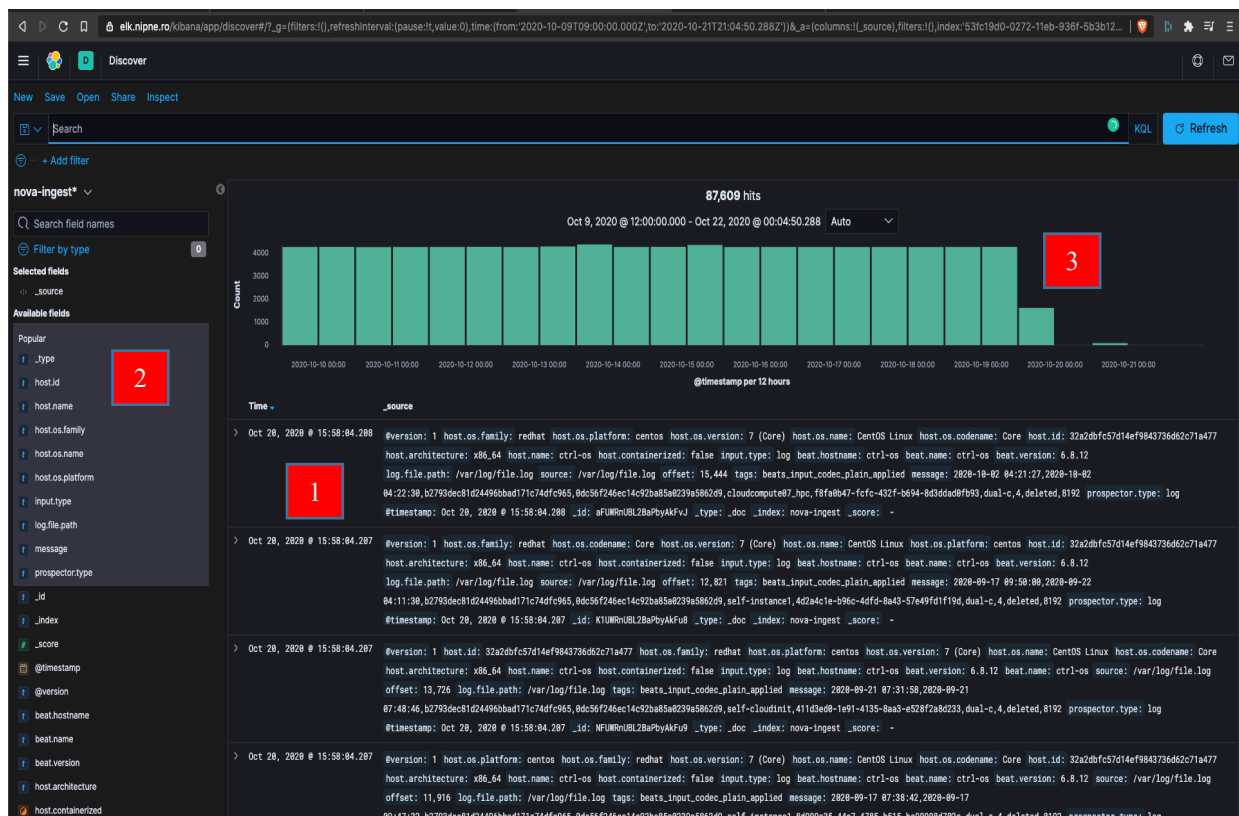 elk.nipne.ro/kibana/app/discover#/?_g=(filters:!(),refreshInterval:(pause:!t,value:0),time:(from:'2020-10-09T09:00:00.000Z',to:'2020-10-21T21:04:50.288Z'))&_a=(columns:!(_source),filters:!(),index:'53fc19d0-0272-11eb-936f-5b3b12...
D Discover
New Save Open Share Inspect
Search KQL Refresh
+ Add filter
nova-ingest*
87,609 hits
Search field names
Oct 9, 2020 @ 12:00:00.000 - Oct 22, 2020 @ 00:04:50.288 Auto
Filter by type 0
Selected fields
_source
Available fields
Popular
_type
host.id
host.name
host.os.family
host.os.name
host.os.platform
input.type
log.file.path
message
prospector.type
_id
_index
_score
@timestamp
@version
beat.hostname
beat.name
beat.version
host.architecture
host.containerized
2
3
Count
4000
3000
2000
1000
0
2020-10-10 00:00 2020-10-11 00:00 2020-10-12 00:00 2020-10-13 00:00 2020-10-14 00:00 2020-10-15 00:00 2020-10-16 00:00 2020-10-17 00:00 2020-10-18 00:00 2020-10-19 00:00 2020-10-20 00:00 2020-10-21 00:00
@timestamp per 12 hours
Time _source
Oct 20, 2020 @ 15:58:04.208 @version: 1 host.os.family: redhat host.os.platform: centos host.os.version: 7 (Core) host.os.name: CentOS Linux host.os.codename: Core host.id: 32a2dbfc57d14ef9843736d62c71a477
host.architecture: x86_64 host.name: ctrl-os host.containerized: false input.type: log beat.hostname: ctrl-os beat.name: ctrl-os beat.version: 6.8.12
log.file.path: /var/log/file.log source: /var/log/file.log offset: 15,444 tags: beats_input_codec_plain_applied message: 2020-10-02 04:21:27,2020-10-02
04:22:30,b2793dec81d24496bbad171c74dfc965,0dc56f246ec14c92ba85a0239a5862d9,cloudcompute07_hpc,f8fa0b47-fcfc-432f-b694-8d3ddad0fb93,dual-c,4,deleted,8192 prospector.type: log
@timestamp: Oct 20, 2020 @ 15:58:04.208 _id: aFUWRnUBL2BaPbyAkFvJ _type: _doc _index: nova-ingest _score: -
1
Oct 20, 2020 @ 15:58:04.207 @version: 1 host.os.family: redhat host.os.codename: Core host.os.version: 7 (Core) host.os.name: CentOS Linux host.os.platform: centos host.id: 32a2dbfc57d14ef9843736d62c71a477
host.architecture: x86_64 host.name: ctrl-os host.containerized: false input.type: log beat.hostname: ctrl-os beat.name: ctrl-os beat.version: 6.8.12
log.file.path: /var/log/file.log source: /var/log/file.log offset: 12,821 tags: beats_input_codec_plain_applied message: 2020-09-17 09:50:00,2020-09-22
04:11:30,b2793dec81d24496bbad171c74dfc965,0dc56f246ec14c92ba85a0239a5862d9,self-instance1,4d2a4c1e-b96c-4dfd-8a43-57e49fd1f19d,dual-c,4,deleted,8192 prospector.type: log
@timestamp: Oct 20, 2020 @ 15:58:04.207 _id: K1UWRnUBL2BaPbyAkFu8 _type: _doc _index: nova-ingest _score: -
Oct 20, 2020 @ 15:58:04.207 @version: 1 host.id: 32a2dbfc57d14ef9843736d62c71a477 host.os.family: redhat host.os.platform: centos host.os.version: 7 (Core) host.os.name: CentOS Linux host.os.codename: Core
host.architecture: x86_64 host.name: ctrl-os host.containerized: false input.type: log beat.hostname: ctrl-os beat.version: 6.8.12 beat.name: ctrl-os source: /var/log/file.log
offset: 13,726 log.file.path: /var/log/file.log tags: beats_input_codec_plain_applied message: 2020-09-21 07:31:58,2020-09-21
07:48:46,b2793dec81d24496bbad171c74dfc965,0dc56f246ec14c92ba85a0239a5862d9,self-cloudinit,411d3ed0-1e91-4135-8aa3-e528f2a8d233,dual-c,4,deleted,8192 prospector.type: log
@timestamp: Oct 20, 2020 @ 15:58:04.207 _id: NFUWRnUBL2BaPbyAkFu9 _type: _doc _index: nova-ingest _score: -
Oct 20, 2020 @ 15:58:04.207 @version: 1 host.os.platform: centos host.os.family: redhat host.os.version: 7 (Core) host.os.name: CentOS Linux host.os.codename: Core host.id: 32a2dbfc57d14ef9843736d62c71a477
host.architecture: x86_64 host.name: ctrl-os host.containerized: false input.type: log beat.hostname: ctrl-os beat.name: ctrl-os beat.version: 6.8.12 source: /var/log/file.log
offset: 11,916 log.file.path: /var/log/file.log tags: beats_input_codec_plain_applied message: 2020-09-17 07:38:42,2020-09-17